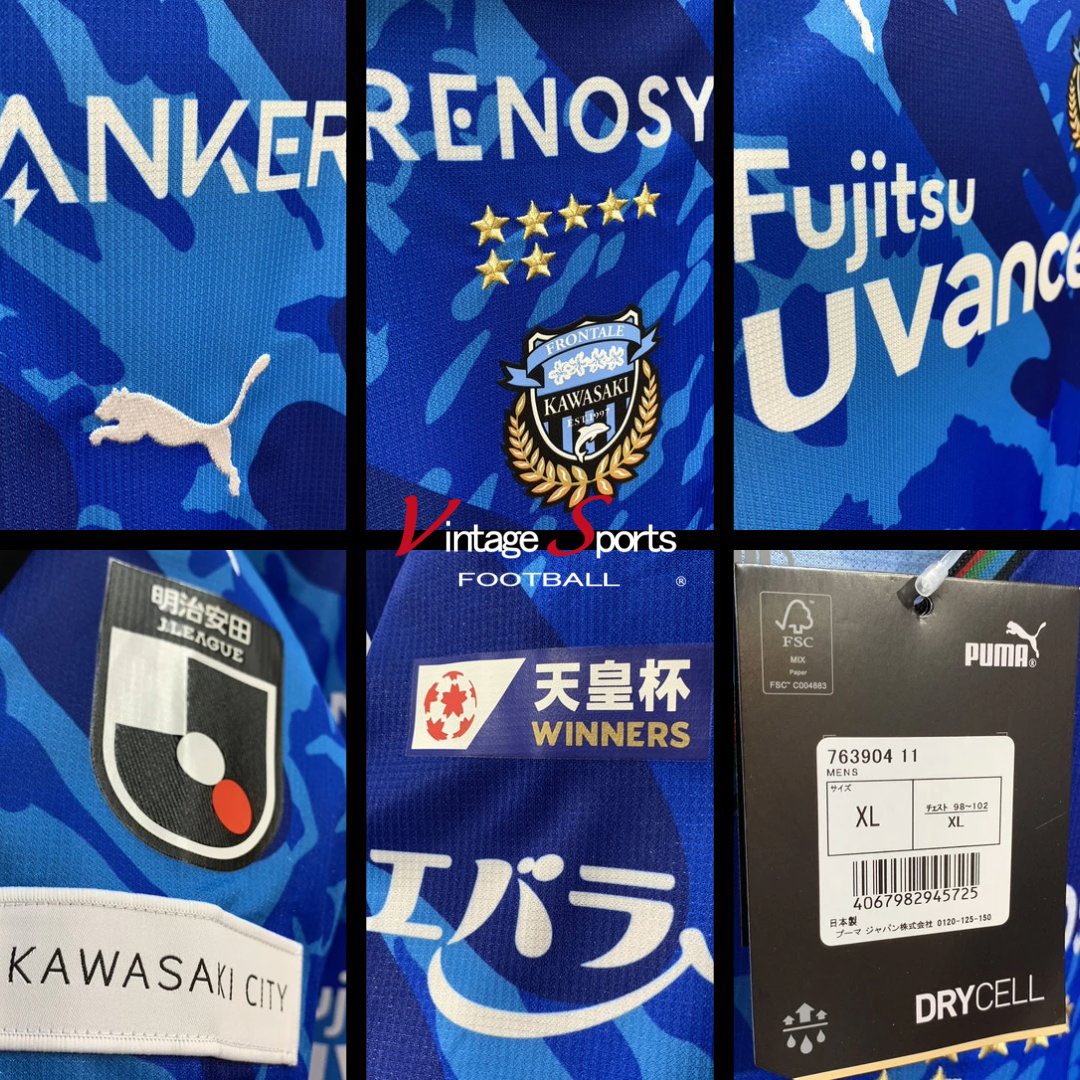 ANKER
RENOSY
Fujitsu
Uvance
FRONTALE
KAWASAKI
EST.1997
Vintage Sports
FOOTBALL ®
明治安田
J.LEAGUE
KAWASAKI CITY
天皇杯
WINNERS
エバラ
FSC
MIX
Paper
FSC™ C004883
PUMA®
763904 11
MENS
サイズ
XL
チェスト 98~102
XL
4067982945725
日本製
プーマ ジャパン株式会社 0120-125-150
DRYCELL